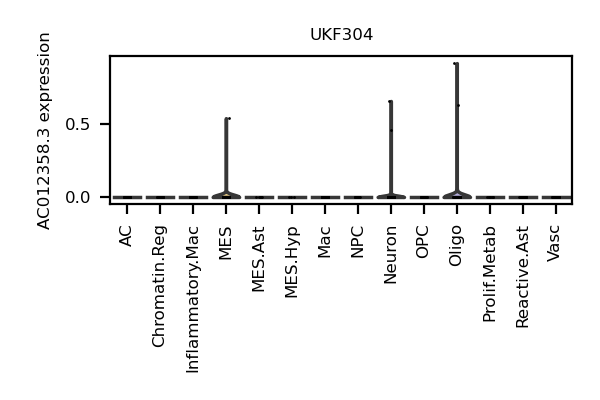 UKF304
AC012358.3 expression
0.5
0.0
AC
Chromatin.Reg
Inflammatory.Mac
MES
MES.Ast
MES.Hyp
Mac
NPC
Neuron
OPC
Oligo
Prolif.Metab
Reactive.Ast
Vasc